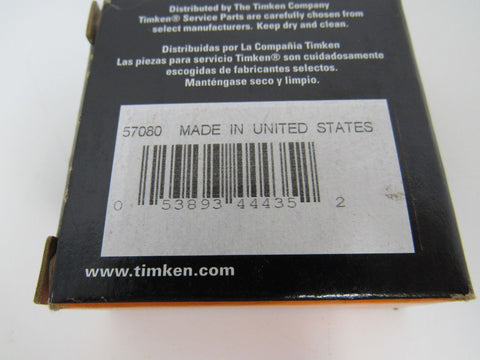 Distributed by The Timken Company
Timken® Service Parts are carefully chosen from
select manufacturers. Keep dry and clean.
Distribuidas por La Compañia Timken
Las piezas para servicio Timken® son cuidadosamente
escogidas de fabricantes selectos.
Manténgase seco y limpio.
57080 MADE IN UNITED STATES
0 53893 44435 2
www.timken.com